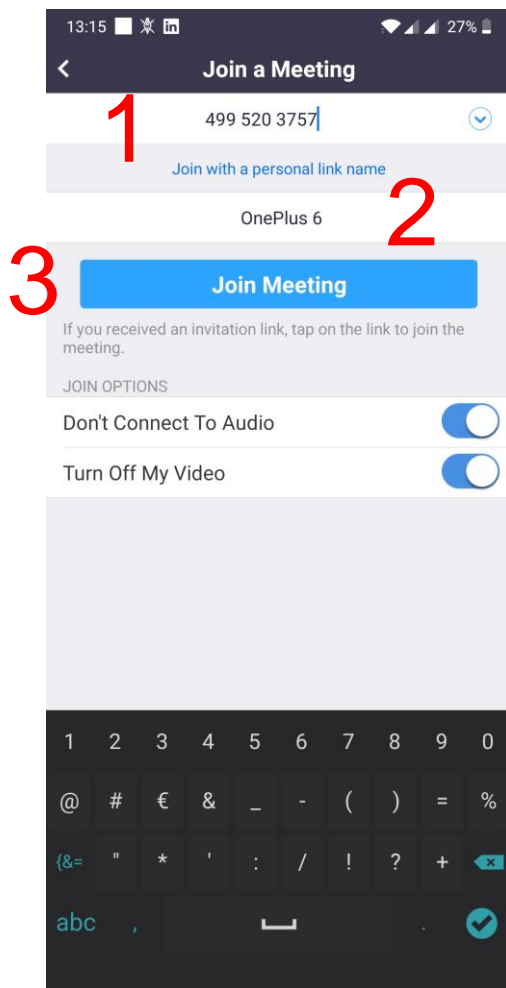 13:15 in 27%
Join a Meeting
1
499 520 3757
Join with a personal link name
2
OnePlus 6
3
Join Meeting
If you received an invitation link, tap on the link to join the
meeting.
JOIN OPTIONS
Don't Connect To Audio
Turn Off My Video
1 2 3 4 5 6 7 8 9 0
@ # € & _ - ( ) = %
{&= " * ' : / ! ? +
abc , .